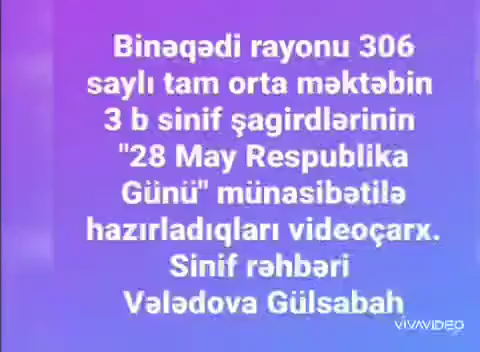 Binəqədi rayonu 306
saylı tam orta məktəbin
3 b sinif şagirdlərinin
"28 May Respublika
Günü" münasibətilə
hazırladıqları videoçarx.
Sinif rəhbəri
Vələdova Gülsabah
VIVAVIDEO